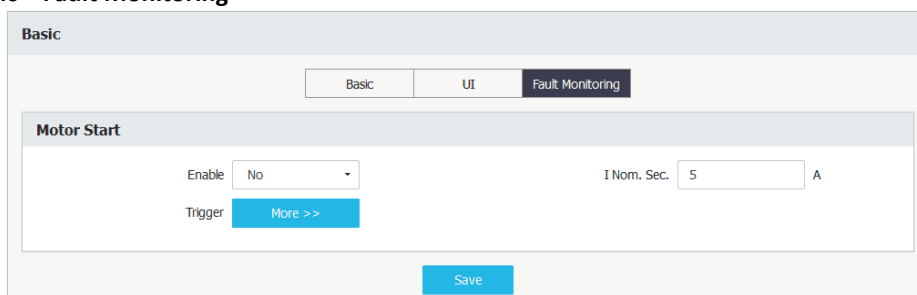 Fault Monitoring
Basic
Basic UI Fault Monitoring
Motor Start
Enable No I Nom. Sec. 5 A
Trigger More >>
Save